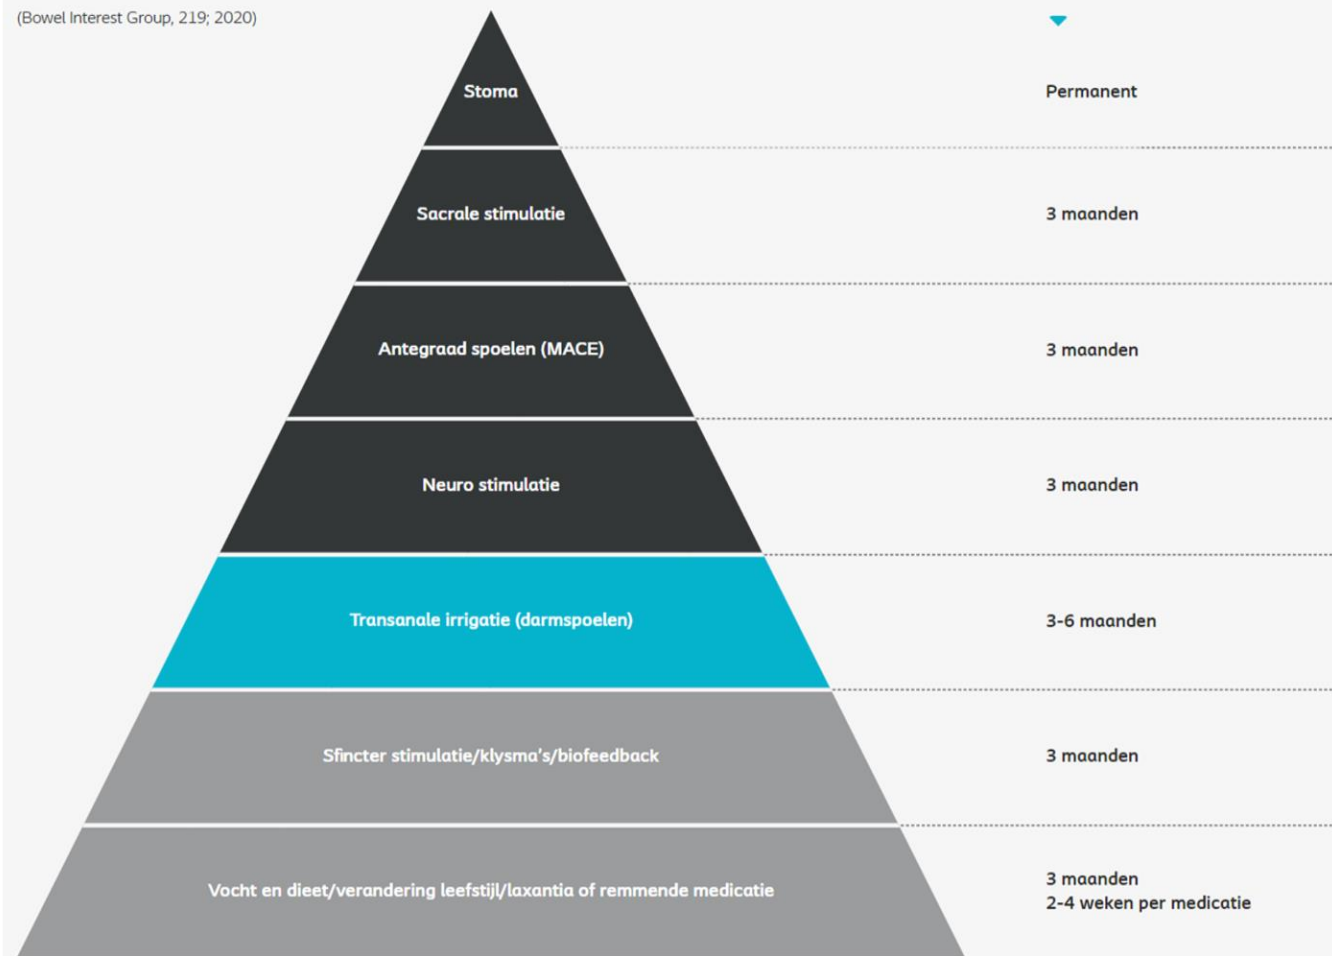 (Bowel Interest Group, 219; 2020)
Stoma
Permanent
Sacrale stimulatie
3 maanden
Antegraad spoelen (MACE)
3 maanden
Neuro stimulatie
3 maanden
Transanale irrigatie (darmspoelen)
3-6 maanden
Sfincter stimulatie/klysma's/biofeedback
3 maanden
Vocht en dieet/verandering leefstijl/laxantia of remmende medicatie
3 maanden
2-4 weken per medicatie